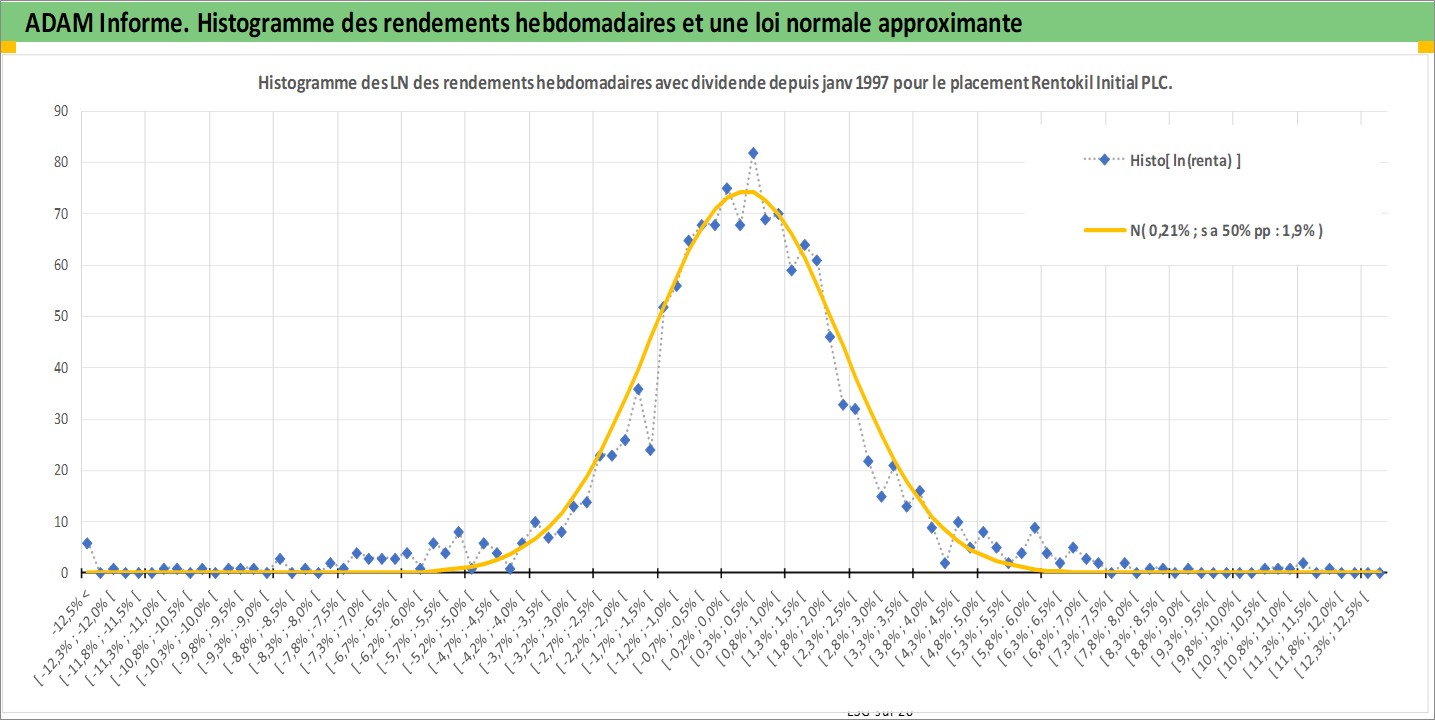 ADAM Informe. Histogramme des rendements hebdomadaires et une loi normale approximante
Histogramme des LN des rendements hebdomadaires avec dividende depuis janv 1997 pour le placement Rentokil Initial PLC.
90
80
70
60
50
40
30
20
10
0
Histo[ ln(renta) ]
N( 0,21% ; s a 50% pp : 1,9% )
-12,5% <
[ -12,3% ; -12,0% [
[ -11,8% ; -11,5% [
[ -11,3% ; -11,0% [
[ -10,8% ; -10,5% [
[ -10,3% ; -10,0% [
[ -9,8% ; -9,5% [
[ -9,3% ; -9,0% [
[ -8,8% ; -8,5% [
[ -8,3% ; -8,0% [
[ -7,8% ; -7,5% [
[ -7,3% ; -7,0% [
[ -6,7% ; -6,5% [
[ -6,2% ; -6,0% [
[ -5,7% ; -5,5% [
[ -5,2% ; -5,0% [
[ -4,7% ; -4,5% [
[ -4,2% ; -4,0% [
[ -3,7% ; -3,5% [
[ -3,2% ; -3,0% [
[ -2,7% ; -2,5% [
[ -2,2% ; -2,0% [
[ -1,7% ; -1,5% [
[ -1,2% ; -1,0% [
[ -0,7% ; -0,5% [
[ -0,2% ; 0,0% [
[ 0,3% ; 0,5% [
[ 0,8% ; 1,0% [
[ 1,3% ; 1,5% [
[ 1,8% ; 2,0% [
[ 2,3% ; 2,5% [
[ 2,8% ; 3,0% [
[ 3,3% ; 3,5% [
[ 3,8% ; 4,0% [
[ 4,3% ; 4,5% [
[ 4,8% ; 5,0% [
[ 5,3% ; 5,5% [
[ 5,8% ; 6,0% [
[ 6,3% ; 6,5% [
[ 6,8% ; 7,0% [
[ 7,3% ; 7,5% [
[ 7,8% ; 8,0% [
[ 8,3% ; 8,5% [
[ 8,8% ; 9,0% [
[ 9,3% ; 9,5% [
[ 9,8% ; 10,0% [
[ 10,3% ; 10,5% [
[ 10,8% ; 11,0% [
[ 11,3% ; 11,5% [
[ 11,8% ; 12,0% [
[ 12,3% ; 12,5% [